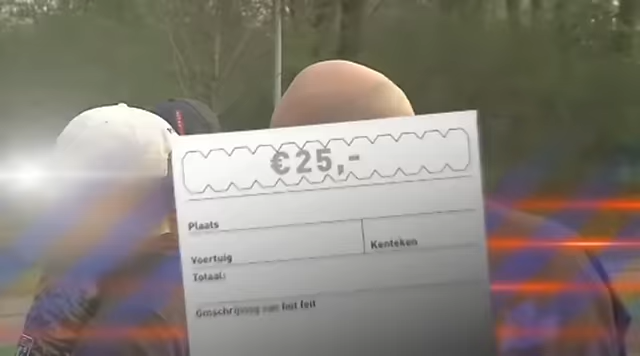 €25,-
Plaats
Voertuig
Kenteken
Totaal:
Omschrijving van het feit